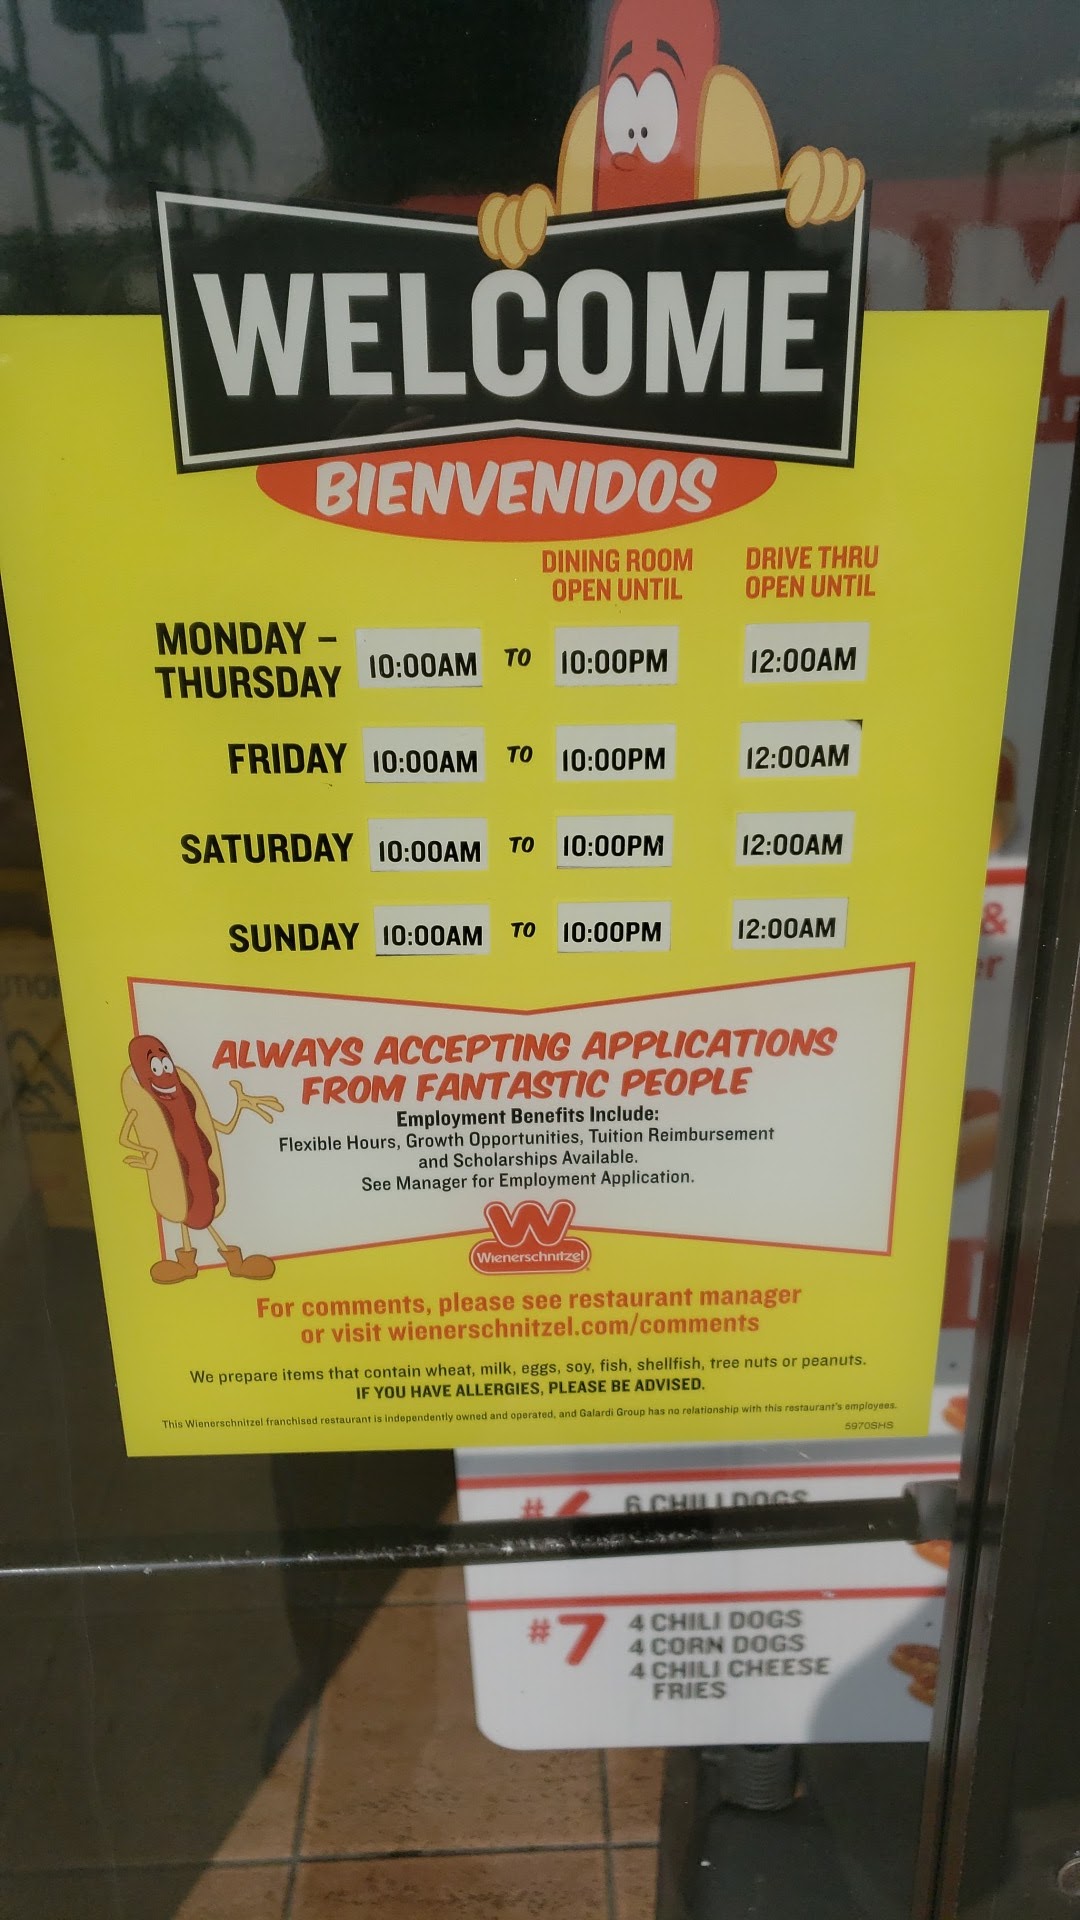 WELCOME
BIENVENIDOS
DINING ROOM
OPEN UNTIL
DRIVE THRU
OPEN UNTIL
MONDAY –
THURSDAY
10:00AM TO 10:00PM 12:00AM
FRIDAY 10:00AM TO 10:00PM 12:00AM
SATURDAY 10:00AM TO 10:00PM 12:00AM
SUNDAY 10:00AM TO 10:00PM 12:00AM
ALWAYS ACCEPTING APPLICATIONS
FROM FANTASTIC PEOPLE
Employment Benefits Include:
Flexible Hours, Growth Opportunities, Tuition Reimbursement
and Scholarships Available.
See Manager for Employment Application.
W
Wienerschnitzel
For comments, please see restaurant manager
or visit wienerschnitzel.com/comments
We prepare items that contain wheat, milk, eggs, soy, fish, shellfish, tree nuts or peanuts.
IF YOU HAVE ALLERGIES, PLEASE BE ADVISED.
This Wienerschnitzel franchised restaurant is independently owned and operated, and Galardi Group has no relationship with this restaurant's employees.
5970SHS
#6 6 CHILI DOGS
#7 4 CHILI DOGS
4 CORN DOGS
4 CHILI CHEESE
FRIES